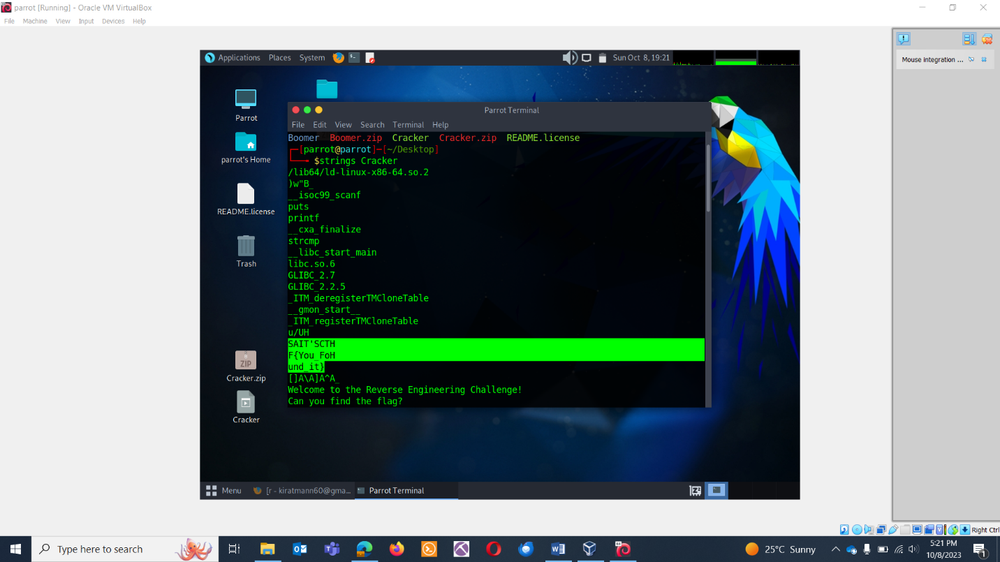 parrot [Running] - Oracle VM VirtualBox
File Machine View Input Devices Help
Applications Places System
Sun Oct 8, 19:21
Mouse integration ...
Parrot
parrot's Home
README.license
Trash
Cracker.zip
ZIP
Cracker
Parrot Terminal
File Edit View Search Terminal Help
Boomer Boomer.zip Cracker Cracker.zip README.license
┌─[parrot@parrot]─[~/Desktop]
└──╼ $strings Cracker
/lib64/ld-linux-x86-64.so.2
)w"B_
__isoc99_scanf
puts
printf
__cxa_finalize
strcmp
__libc_start_main
libc.so.6
GLIBC_2.7
GLIBC_2.2.5
_ITM_deregisterTMCloneTable
__gmon_start__
_ITM_registerTMCloneTable
u/UH
SAIT'SCTH
F{You_FoH
und_it}
[]A\A]A^A_
Welcome to the Reverse Engineering Challenge!
Can you find the flag?
Menu
[r - kiratmann60@gma...
Parrot Terminal
Right Ctrl
Type here to search
25°C Sunny
5:21 PM
10/8/2023
1